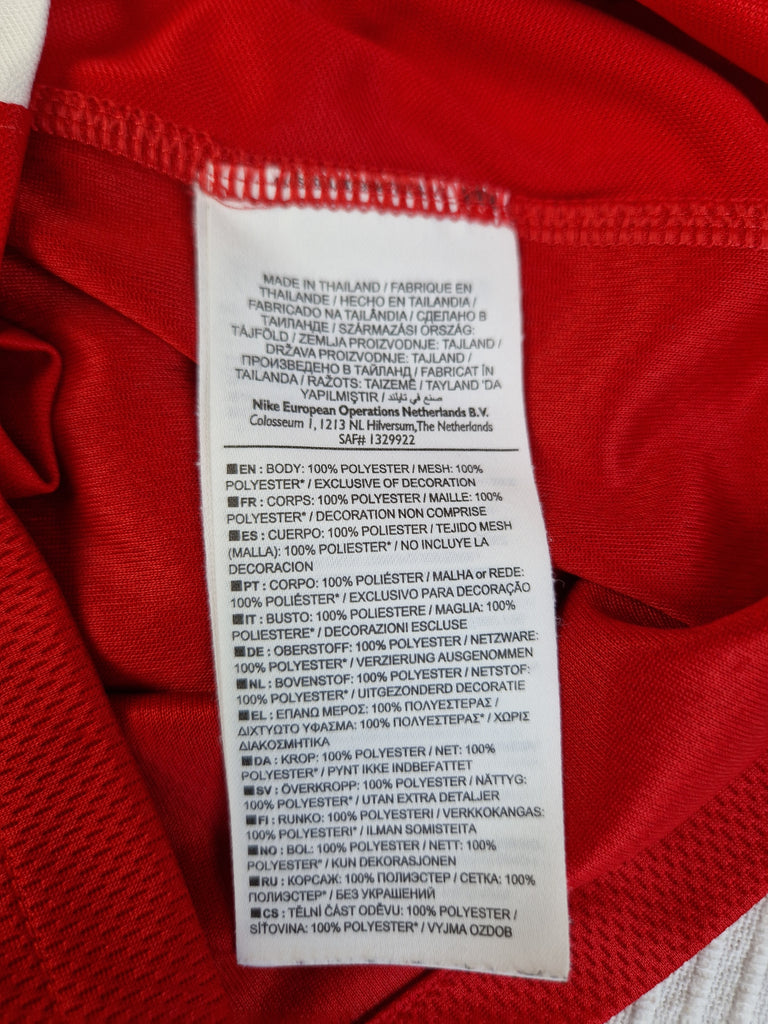 MADE IN THAILAND / FABRIQUE EN
THAILANDE / HECHO EN TAILANDIA /
FABRICADO NA TAILÂNDIA / СДЕЛАНО В
ТАИЛАНДЕ / SZÁRMAZÁSI ORSZÁG:
TÁJFÖLD / ZEMLJA PROIZVODNJE: TAJLAND /
DRŽAVA PROIZVODNJE: TAJLAND /
ПРОИЗВЕДЕНО В ТАЙЛАНД / FABRICAT ÎN
TAILANDA / RAŽOTS: TAIZEMĒ / TAYLAND 'DA
YAPILMIŞTIR / صنع في تايلند
Nike European Operations Netherlands B.V.
Colosseum 1, 1213 NL Hilversum, The Netherlands
SAF# 1329922
EN : BODY: 100% POLYESTER / MESH: 100%
POLYESTER* / EXCLUSIVE OF DECORATION
FR : CORPS: 100% POLYESTER / MAILLE: 100%
POLYESTER* / DECORATION NON COMPRISE
ES : CUERPO: 100% POLIESTER / TEJIDO MESH
(MALLA): 100% POLIESTER* / NO INCLUYE LA
DECORACION
PT : CORPO: 100% POLIÉSTER / MALHA or REDE:
100% POLIÉSTER* / EXCLUSIVO PARA DECORAÇÃO
IT : BUSTO: 100% POLIESTERE / MAGLIA: 100%
POLIESTERE* / DECORAZIONI ESCLUSE
DE : OBERSTOFF: 100% POLYESTER / NETZWARE:
100% POLYESTER* / VERZIERUNG AUSGENOMMEN
NL : BOVENSTOF: 100% POLYESTER / NETSTOF:
100% POLYESTER* / UITGEZONDERD DECORATIE
EL : ΕΠΑΝΩ ΜΕΡΟΣ: 100% ΠΟΛΥΕΣΤΕΡΑΣ /
ΔΙΧΤΥΩΤΟ ΥΦΑΣΜΑ: 100% ΠΟΛΥΕΣΤΕΡΑΣ* / ΧΩΡΙΣ
ΔΙΑΚΟΣΜΗΤΙΚΑ
DA : KROP: 100% POLYESTER / NET: 100%
POLYESTER* / PYNT IKKE INDBEFATTET
SV : ÖVERKROPP: 100% POLYESTER / NÄTTYG:
100% POLYESTER* / UTAN EXTRA DETALJER
FI : RUNKO: 100% POLYESTERI / VERKKOKANGAS:
100% POLYESTERI* / ILMAN SOMISTEITA
NO : BOL: 100% POLYESTER / NETT: 100%
POLYESTER* / KUN DEKORASJONEN
RU : КОРСАЖ: 100% ПОЛИЭСТЕР / СЕТКА: 100%
ПОЛИЭСТЕР* / БЕЗ УКРАШЕНИЙ
CS : TĚLNÍ ČÁST ODĚVU: 100% POLYESTER /
SÍŤOVINA: 100% POLYESTER* / VYJMA OZDOB